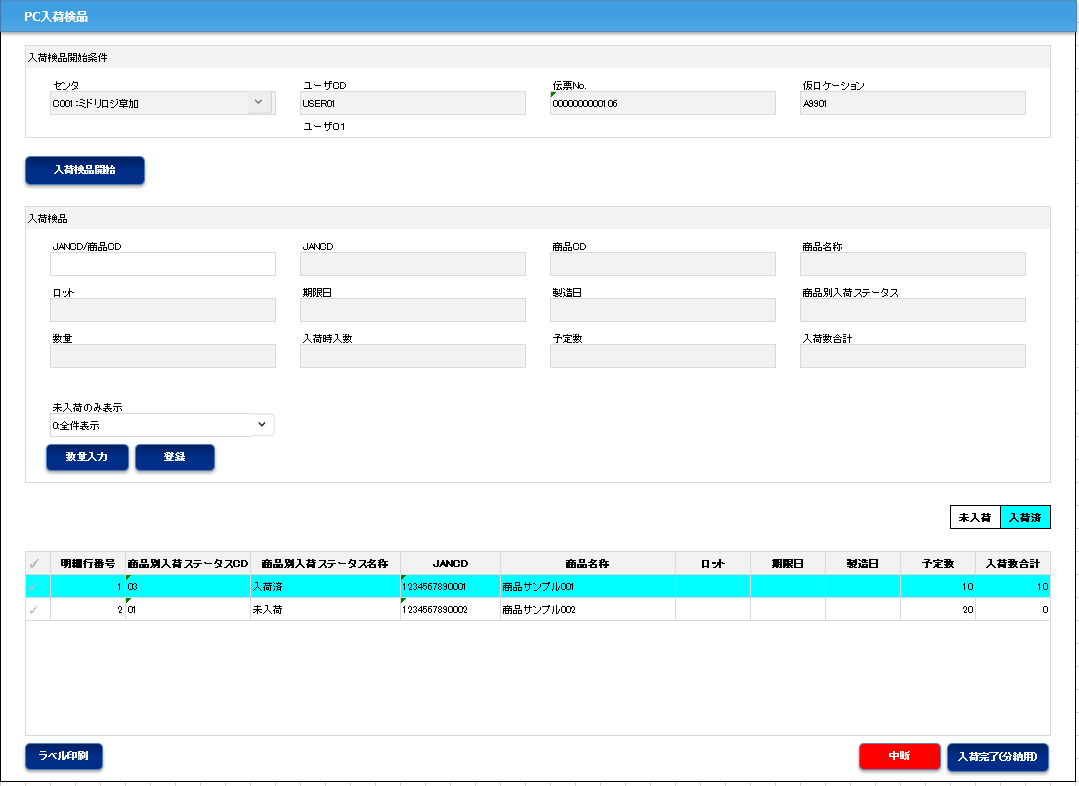 PC入荷検品
入荷検品開始条件
センタ ユーザCD 伝票No. 仮ロケーション
C001:ミドリロジ草加 USER01 0000000000106 A9901
ユーザ01
入荷検品開始
入荷検品
JANCD/商品CD JANCD 商品CD 商品名称
ロット 期限日 製造日 商品別入荷ステータス
数量 入荷時入数 予定数 入荷数合計
未入荷のみ表示
0:全件表示
数量入力 登録
未入荷 入荷済
✓ 明細行番号 商品別入荷ステータスCD 商品別入荷ステータス名称 JANCD 商品名称 ロット 期限日 製造日 予定数 入荷数合計
✓ 1 03 入荷済 1234567890001 商品サンプル001 10 10
✓ 2 01 未入荷 1234567890002 商品サンプル002 20 0
ラベル印刷 中断 入荷完了(分納用)